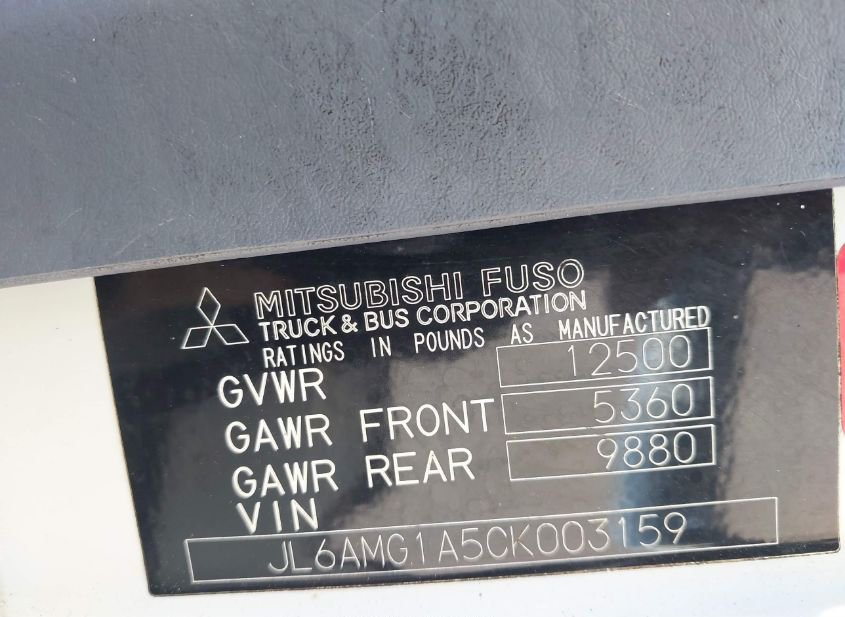 MITSUBISHI FUSO
TRUCK & BUS CORPORATION
RATINGS IN POUNDS AS MANUFACTURED
GVWR 12500
GAWR FRONT 5360
GAWR REAR 9880
VIN
JL6AMG1A5CK003159